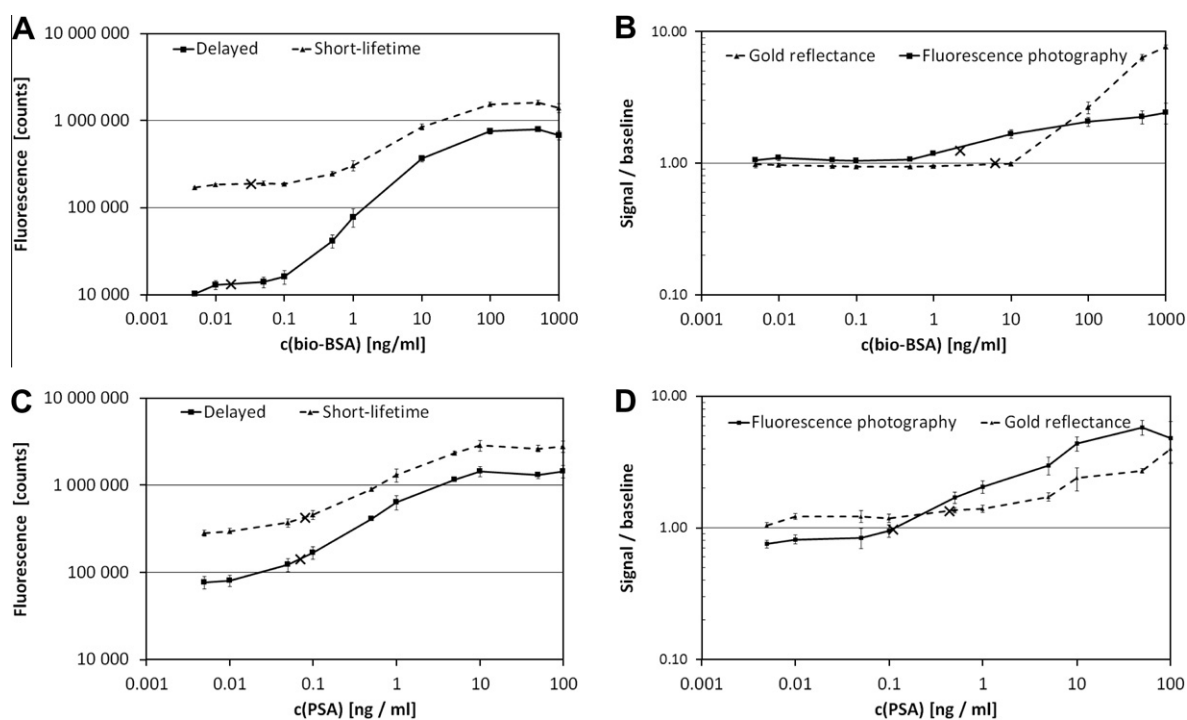 A
10 000 000
1 000 000
100 000
10 000
Fluorescence [counts]
Delayed
Short-lifetime
0.001 0.01 0.1 1 10 100 1000
c(bio-BSA) [ng/ml]
B
10.00
1.00
0.10
Signal / baseline
Gold reflectance
Fluorescence photography
0.001 0.01 0.1 1 10 100 1000
c(bio-BSA) [ng/ml]
C
10 000 000
1 000 000
100 000
10 000
Fluorescence [counts]
Delayed
Short-lifetime
0.001 0.01 0.1 1 10 100
c(PSA) [ng / ml]
D
10.00
1.00
0.10
Signal / baseline
Fluorescence photography
Gold reflectance
0.001 0.01 0.1 1 10 100
c(PSA) [ng / ml]